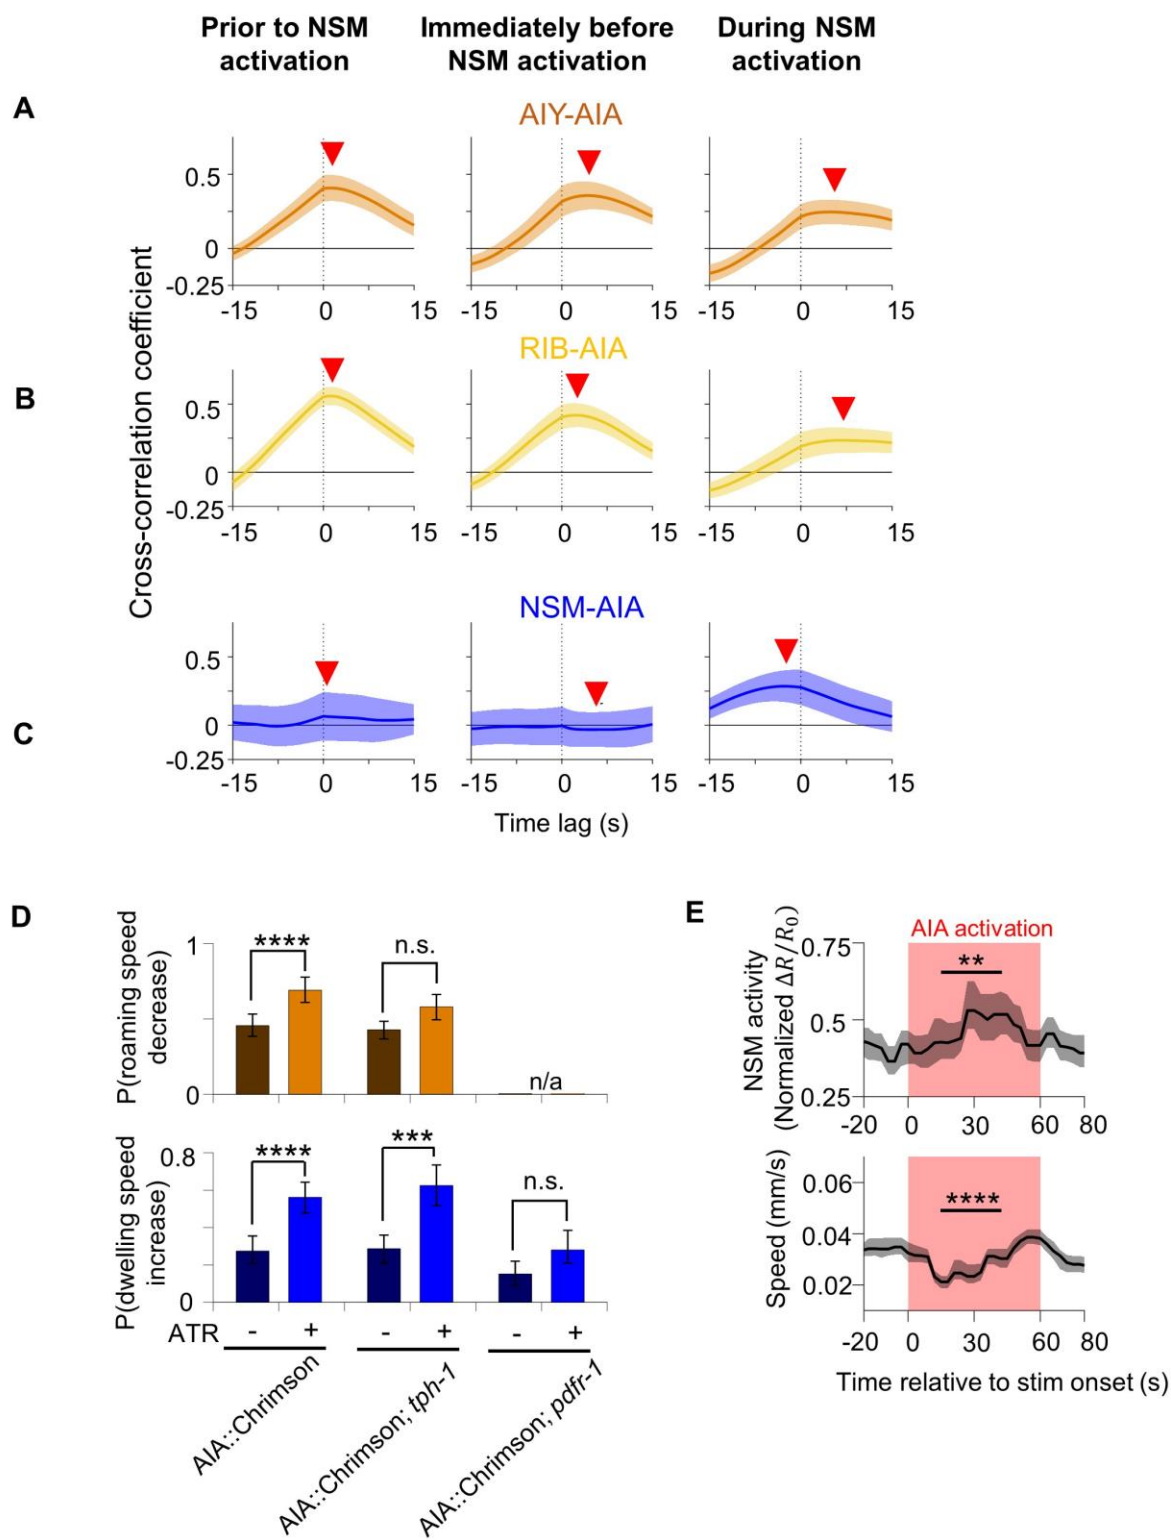 Prior to NSM activation
Immediately before NSM activation
During NSM activation
A
AIY-AIA
0.5
0
-0.25
-15 0 15
-15 0 15
-15 0 15
B
RIB-AIA
0.5
0
-0.25
-15 0 15
-15 0 15
-15 0 15
Cross-correlation coefficient
C
NSM-AIA
0.5
0
-0.25
-15 0 15
-15 0 15
-15 0 15
Time lag (s)
D
P(roaming speed decrease)
1
0
****
n.s.
n/a
P(dwelling speed increase)
0.8
0
****
***
n.s.
ATR - + - + - +
AIA::Chrimson
AIA::Chrimson; tph-1
AIA::Chrimson; pdfr-1
E
AIA activation
NSM activity (Normalized ΔR/R0)
0.75
0.5
0.25
**
-20 0 30 60 80
Speed (mm/s)
0.06
0.04
0.02
****
-20 0 30 60 80
Time relative to stim onset (s)